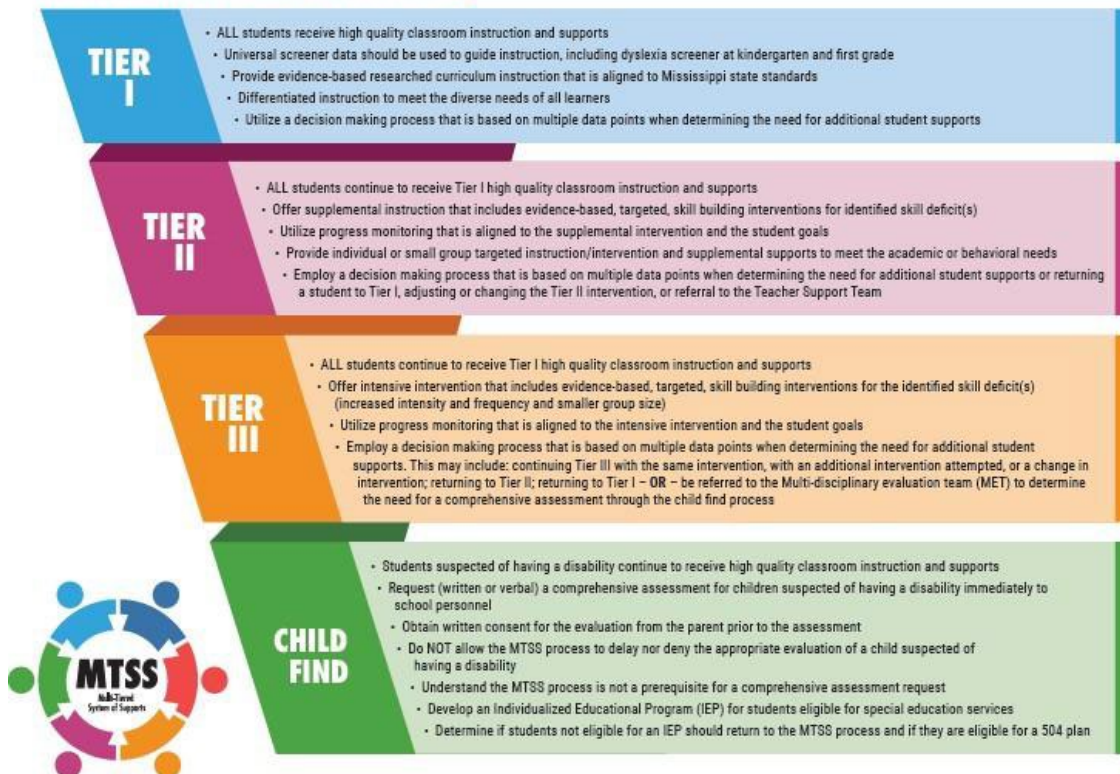 TIER
I
• ALL students receive high quality classroom instruction and supports
• Universal screener data should be used to guide instruction, including dyslexia screener at kindergarten and first grade
• Provide evidence-based researched curriculum instruction that is aligned to Mississippi state standards
• Differentiated instruction to meet the diverse needs of all learners
• Utilize a decision making process that is based on multiple data points when determining the need for additional student supports
TIER
II
• ALL students continue to receive Tier I high quality classroom instruction and supports
• Offer supplemental instruction that includes evidence-based, targeted, skill building interventions for identified skill deficit(s)
• Utilize progress monitoring that is aligned to the supplemental intervention and the student goals
• Provide individual or small group targeted instruction/intervention and supplemental supports to meet the academic or behavioral needs
• Employ a decision making process that is based on multiple data points when determining the need for additional student supports or returning
a student to Tier I, adjusting or changing the Tier II intervention, or referral to the Teacher Support Team
TIER
III
• ALL students continue to receive Tier I high quality classroom instruction and supports
• Offer intensive intervention that includes evidence-based, targeted, skill building interventions for the identified skill deficit(s)
(increased intensity and frequency and smaller group size)
• Utilize progress monitoring that is aligned to the intensive intervention and the student goals
• Employ a decision making process that is based on multiple data points when determining the need for additional student
supports. This may include: continuing Tier III with the same intervention, with an additional intervention attempted, or a change in
intervention; returning to Tier II; returning to Tier I – OR – be referred to the Multi-disciplinary evaluation team (MET) to determine
the need for a comprehensive assessment through the child find process
CHILD
FIND
• Students suspected of having a disability continue to receive high quality classroom instruction and supports
• Request (written or verbal) a comprehensive assessment for children suspected of having a disability immediately to
school personnel
• Obtain written consent for the evaluation from the parent prior to the assessment
• Do NOT allow the MTSS process to delay nor deny the appropriate evaluation of a child suspected of
having a disability
• Understand the MTSS process is not a prerequisite for a comprehensive assessment request
• Develop an Individualized Educational Program (IEP) for students eligible for special education services
• Determine if students not eligible for an IEP should return to the MTSS process and if they are eligible for a 504 plan
MTSS
Multi-Tiered
System of Supports